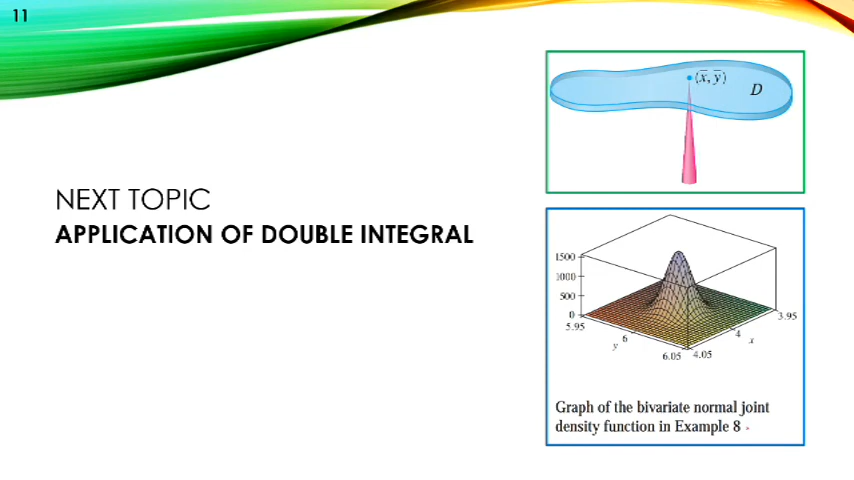 11
NEXT TOPIC
APPLICATION OF DOUBLE INTEGRAL
(x̄, ȳ)
D
1500
1000
500
0
5.95
y
6
6.05
4.05
4
x
3.95
Graph of the bivariate normal joint
density function in Example 8